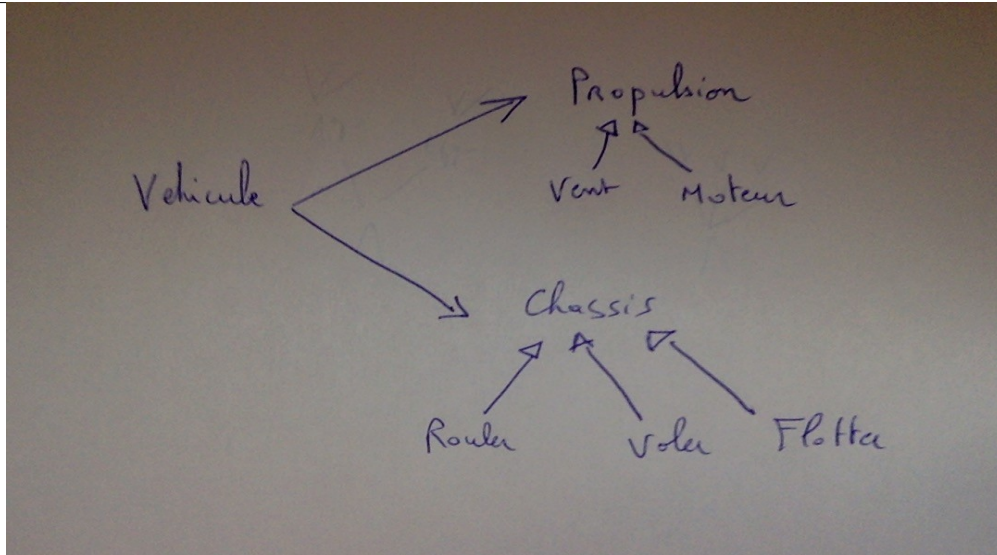 Propulsion
Vehicule
Vent Moteur
Chassis
Rouler Voler Flotter